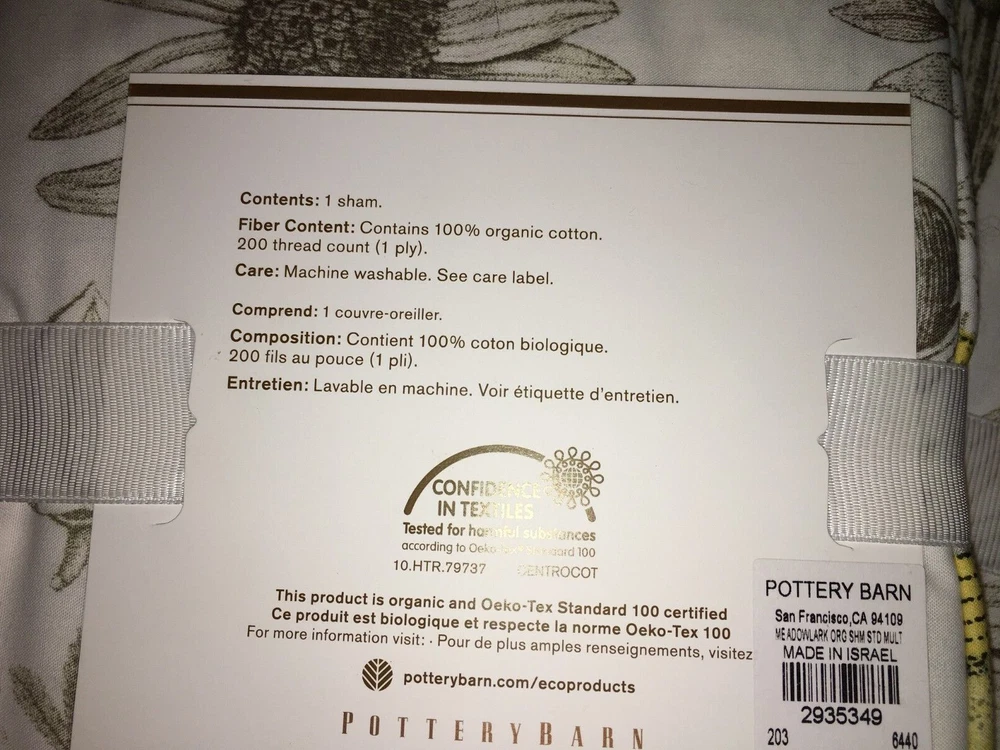 Contents: 1 sham.
Fiber Content: Contains 100% organic cotton.
200 thread count (1 ply).
Care: Machine washable. See care label.
Comprend: 1 couvre-oreiller.
Composition: Contient 100% coton biologique.
200 fils au pouce (1 pli).
Entretien: Lavable en machine. Voir étiquette d'entretien.
CONFIDENCE
IN TEXTILES
Tested for harmful substances
according to Oeko-Tex Standard 100
10.HTR.79737 CENTROCOT
This product is organic and Oeko-Tex Standard 100 certified
Ce produit est biologique et respecte la norme Oeko-Tex 100
For more information visit: · Pour de plus amples renseignements, visitez
potterybarn.com/ecoproducts
POTTERY BARN
POTTERY BARN
San Francisco,CA 94109
MEADOWLARK ORG SHM STD MULT
MADE IN ISRAEL
2935349
203 6440